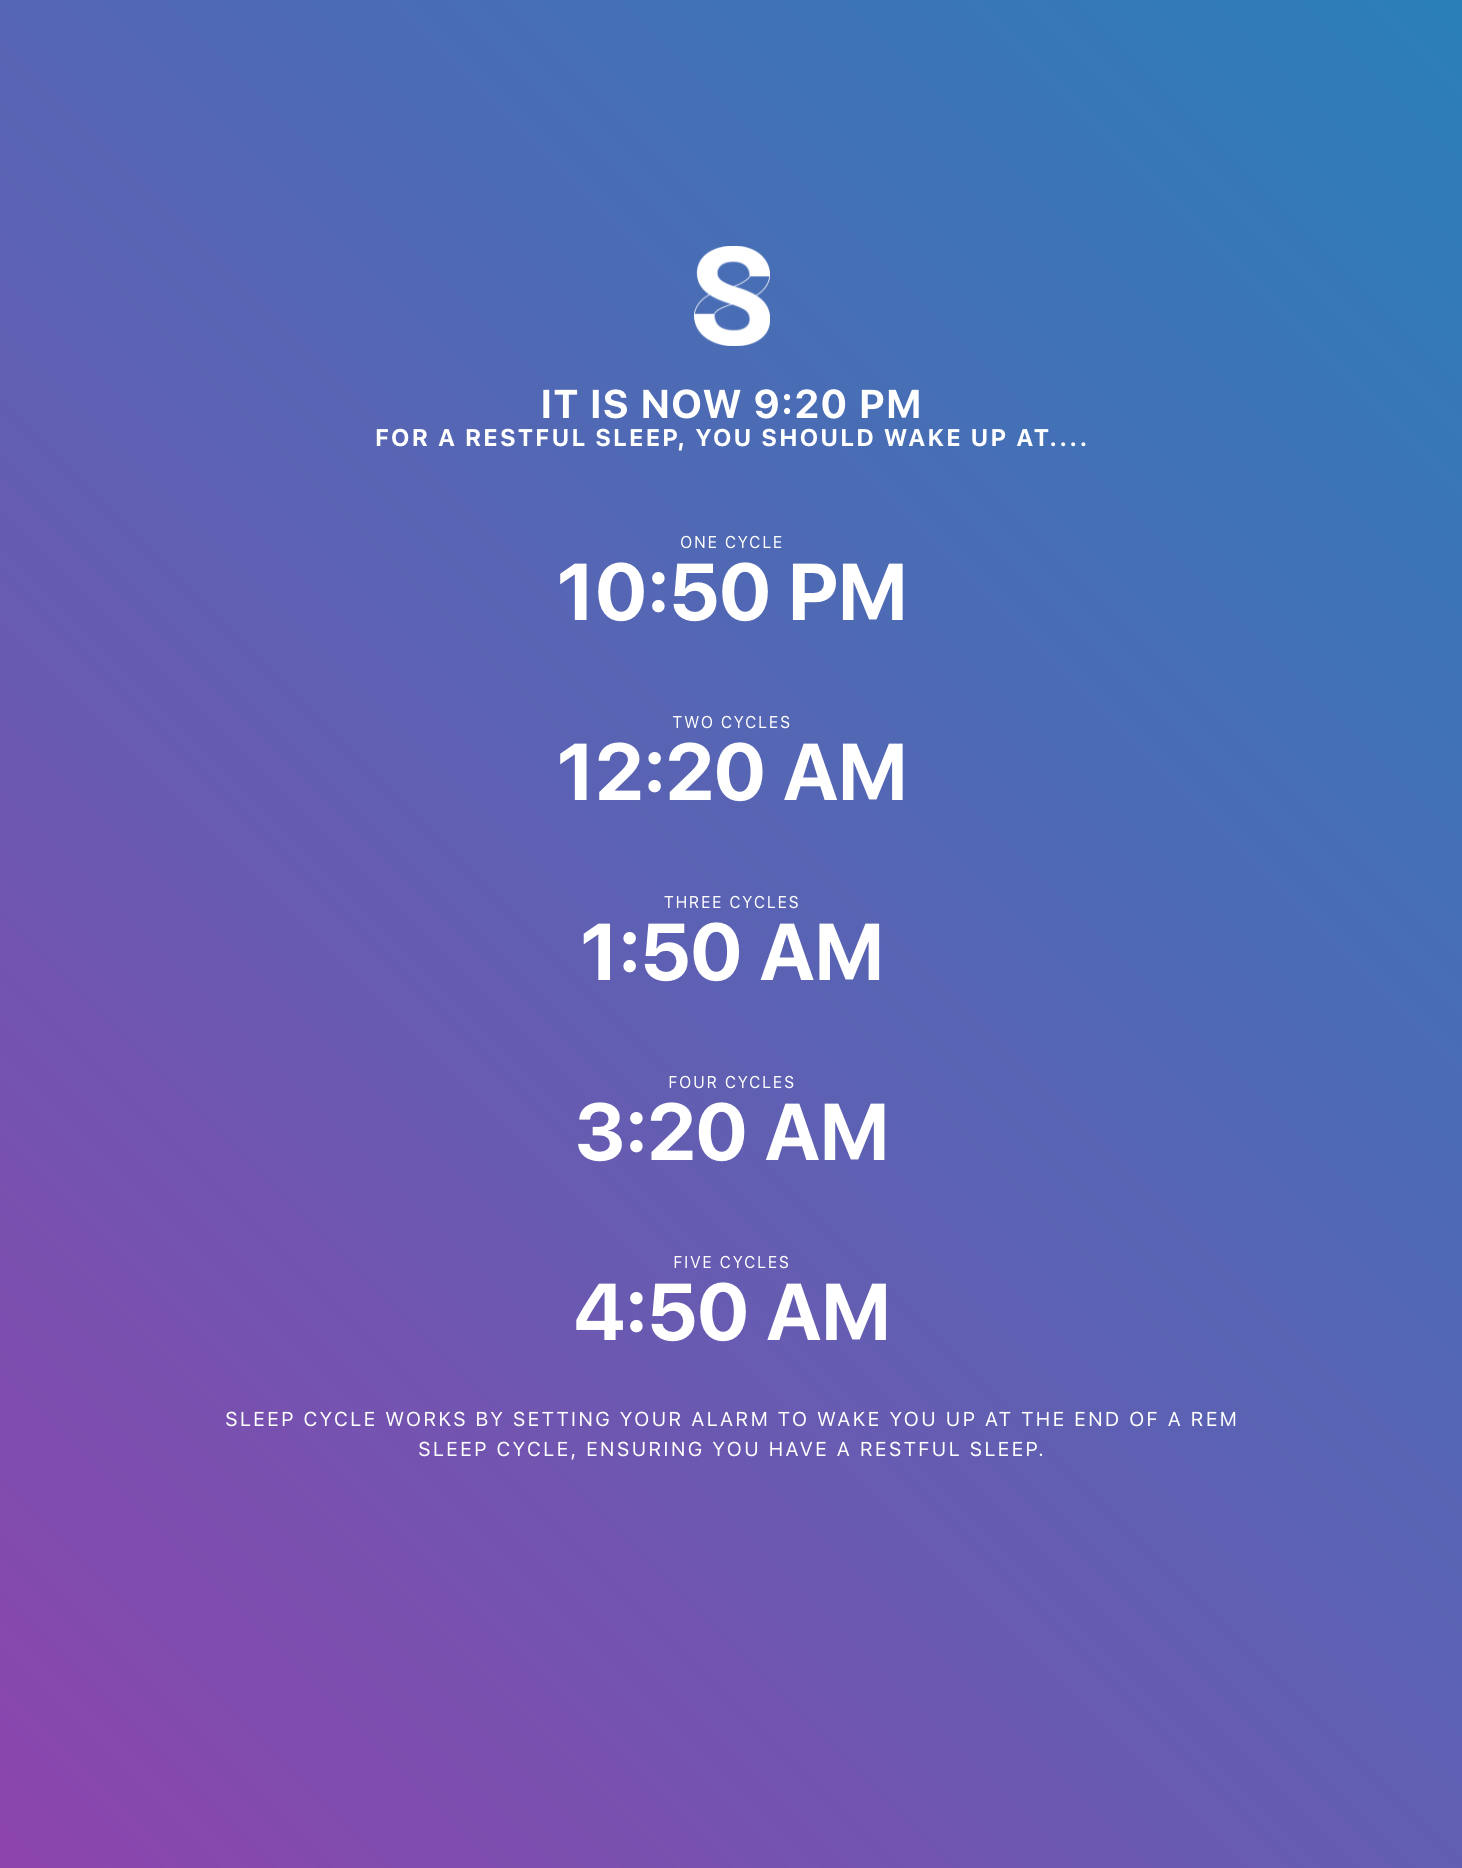 S
IT IS NOW 9:20 PM
FOR A RESTFUL SLEEP, YOU SHOULD WAKE UP AT....
ONE CYCLE
10:50 PM
TWO CYCLES
12:20 AM
THREE CYCLES
1:50 AM
FOUR CYCLES
3:20 AM
FIVE CYCLES
4:50 AM
SLEEP CYCLE WORKS BY SETTING YOUR ALARM TO WAKE YOU UP AT THE END OF A REM
SLEEP CYCLE, ENSURING YOU HAVE A RESTFUL SLEEP.